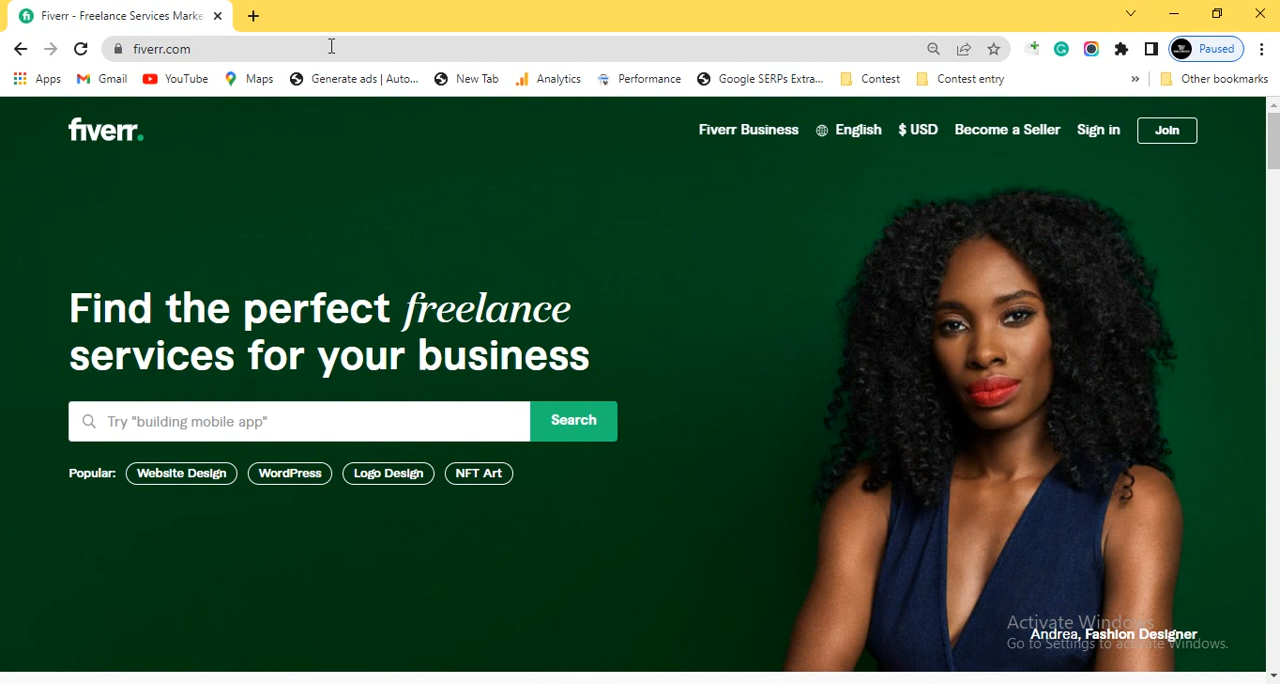 Fiverr - Freelance Services Marke
fiverr.com
Paused
Apps Gmail YouTube Maps Generate ads | Auto... New Tab Analytics Performance Google SERPs Extra... Contest Contest entry » Other bookmarks
fiverr.
Fiverr Business English $ USD Become a Seller Sign in Join
Find the perfect freelance
services for your business
Try "building mobile app" Search
Popular: Website Design WordPress Logo Design NFT Art
Activate Windows
Andrea, Fashion Designer
Go to Settings to activate Windows.